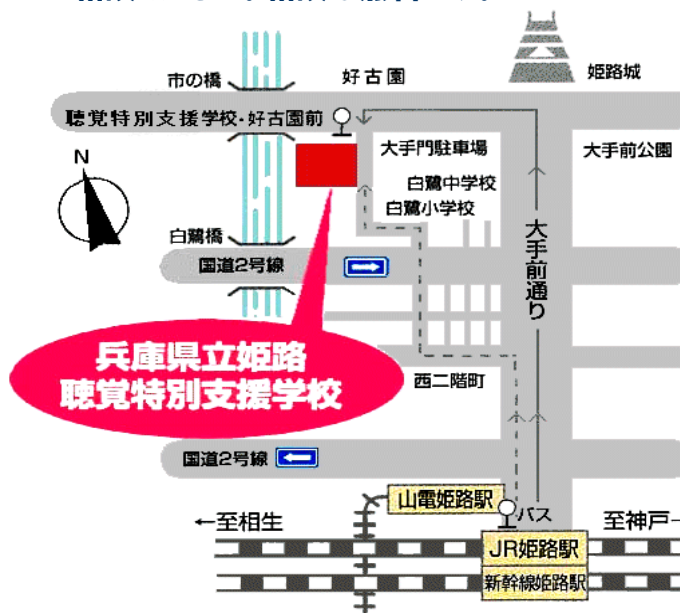 市の橋
好古園
姫路城
聴覚特別支援学校・好古園前
大手門駐車場
大手前公園
N
白鷺中学校
白鷺小学校
白鷺橋
大手前通り
国道2号線
兵庫県立姫路
聴覚特別支援学校
西二階町
国道2号線
山電姫路駅
バス
←至相生
至神戸→
JR姫路駅
新幹線姫路駅